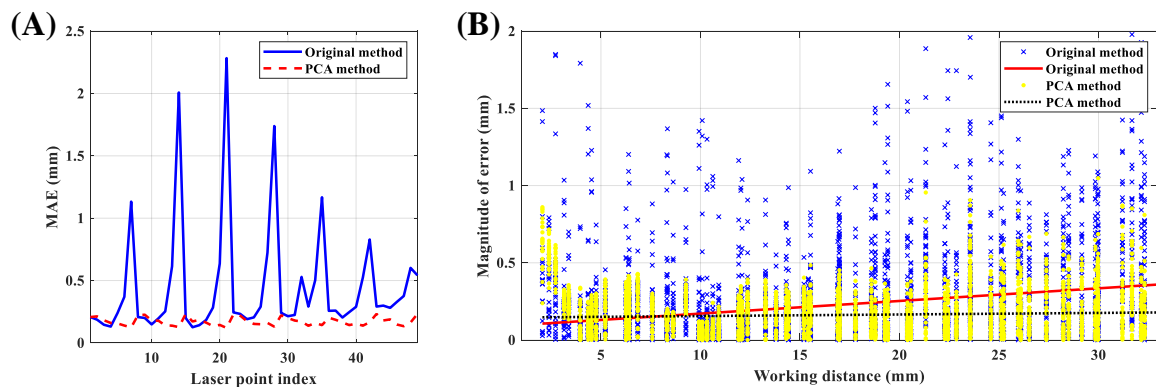 (A)
2.5
2
1.5
1
0.5
0
MAE (mm)
10
20
30
40
Laser point index
Original method
PCA method
(B)
2
1.5
1
0.5
0
Magnitude of error (mm)
5
10
15
20
25
30
Working distance (mm)
Original method
Original method
PCA method
PCA method